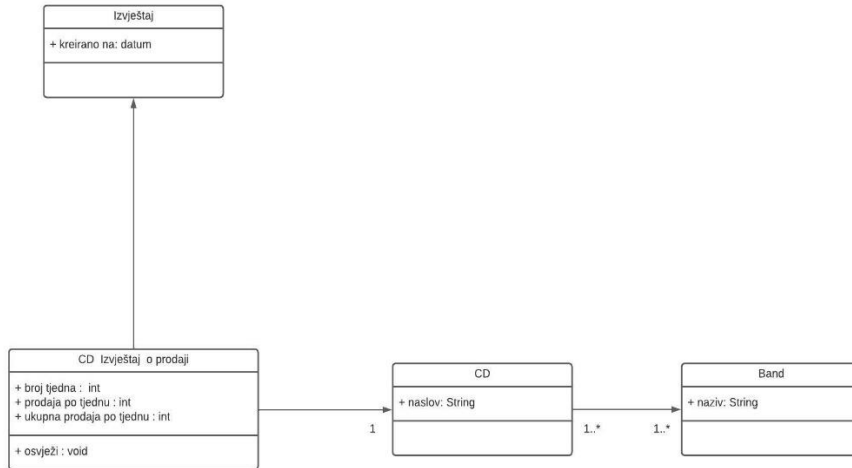 Izvještaj
+ kreirano na: datum
CD Izvještaj o prodaji
+ broj tjedna : int
+ prodaja po tjednu : int
+ ukupna prodaja po tjednu : int
+ osvježi : void
1
CD
+ naslov: String
1..*
1..*
Band
+ naziv: String